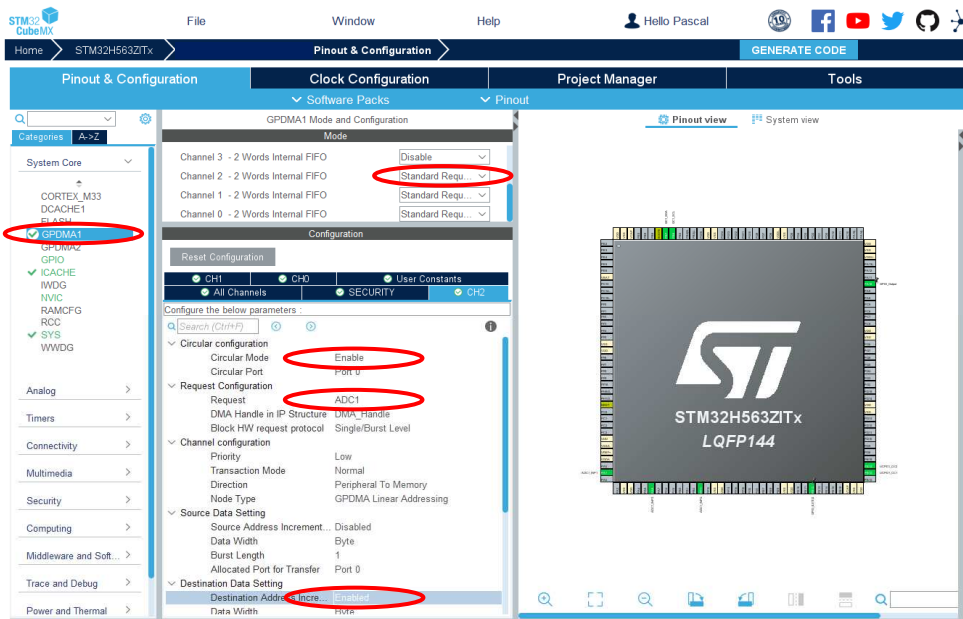 STM32 CubeMX
File
Window
Help
Hello Pascal
10
Home
STM32H563ZITx
Pinout & Configuration
GENERATE CODE
Pinout & Configuration
Clock Configuration
Project Manager
Tools
Software Packs
Pinout
Categories
A->Z
System Core
CORTEX_M33
DCACHE1
FLASH
GPDMA1
GPDMA2
GPIO
ICACHE
IWDG
NVIC
RAMCFG
RCC
SYS
WWDG
Analog
Timers
Connectivity
Multimedia
Security
Computing
Middleware and Soft...
Trace and Debug
Power and Thermal
GPDMA1 Mode and Configuration
Mode
Channel 3 - 2 Words Internal FIFO Disable
Channel 2 - 2 Words Internal FIFO Standard Requ...
Channel 1 - 2 Words Internal FIFO Standard Requ...
Channel 0 - 2 Words Internal FIFO Standard Requ...
Configuration
Reset Configuration
CH1
CH0
User Constants
All Channels
SECURITY
CH2
Configure the below parameters :
Search (Ctrl+F)
Circular configuration
Circular Mode Enable
Circular Port Port 0
Request Configuration
Request ADC1
DMA Handle in IP Structure DMA_Handle
Block HW request protocol Single/Burst Level
Channel configuration
Priority Low
Transaction Mode Normal
Direction Peripheral To Memory
Node Type GPDMA Linear Addressing
Source Data Setting
Source Address Increment... Disabled
Data Width Byte
Burst Length 1
Allocated Port for Transfer Port 0
Destination Data Setting
Destination Address Incre... Enabled
Data Width Byte
Pinout view
System view
STM32H563ZITx
LQFP144